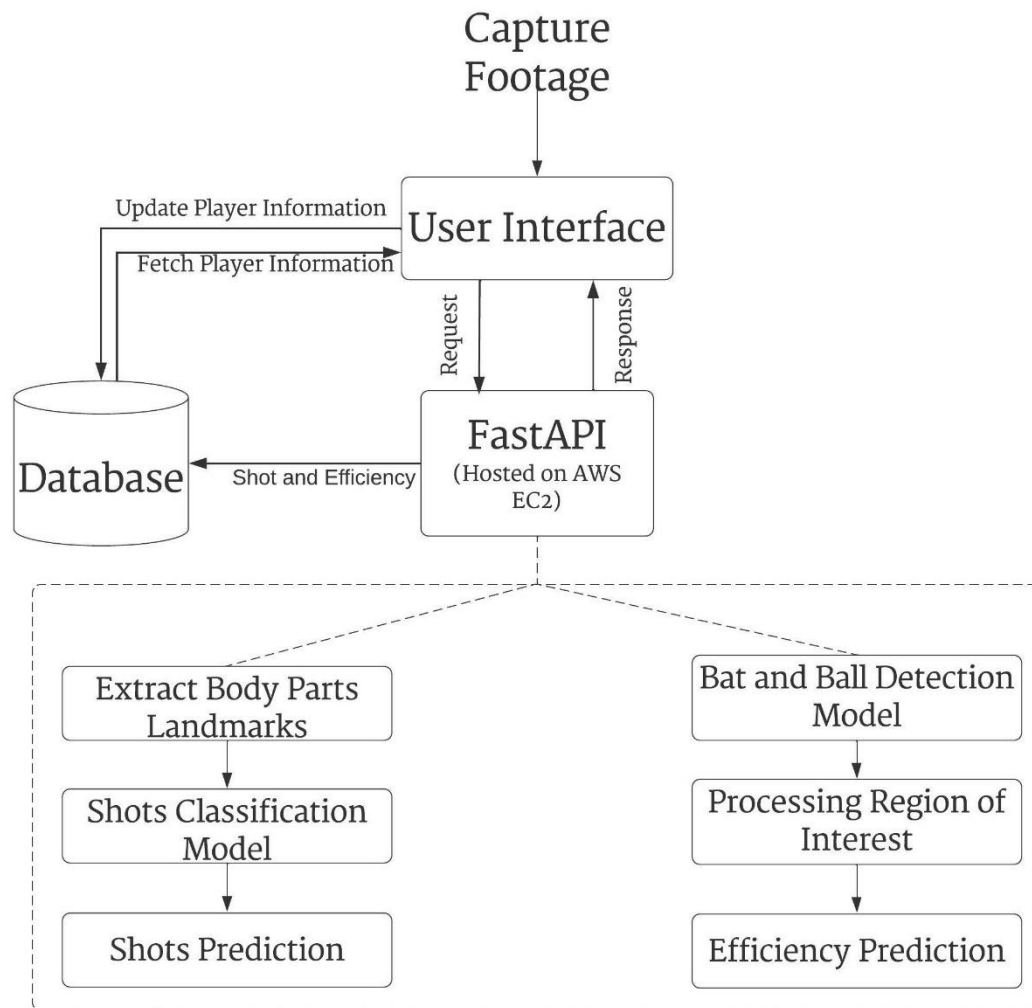 Capture
Footage
Update Player Information
User Interface
Fetch Player Information
Request
Response
FastAPI
(Hosted on AWS
EC2)
Database
Shot and Efficiency
Extract Body Parts
Landmarks
Bat and Ball Detection
Model
Shots Classification
Model
Processing Region of
Interest
Shots Prediction
Efficiency Prediction